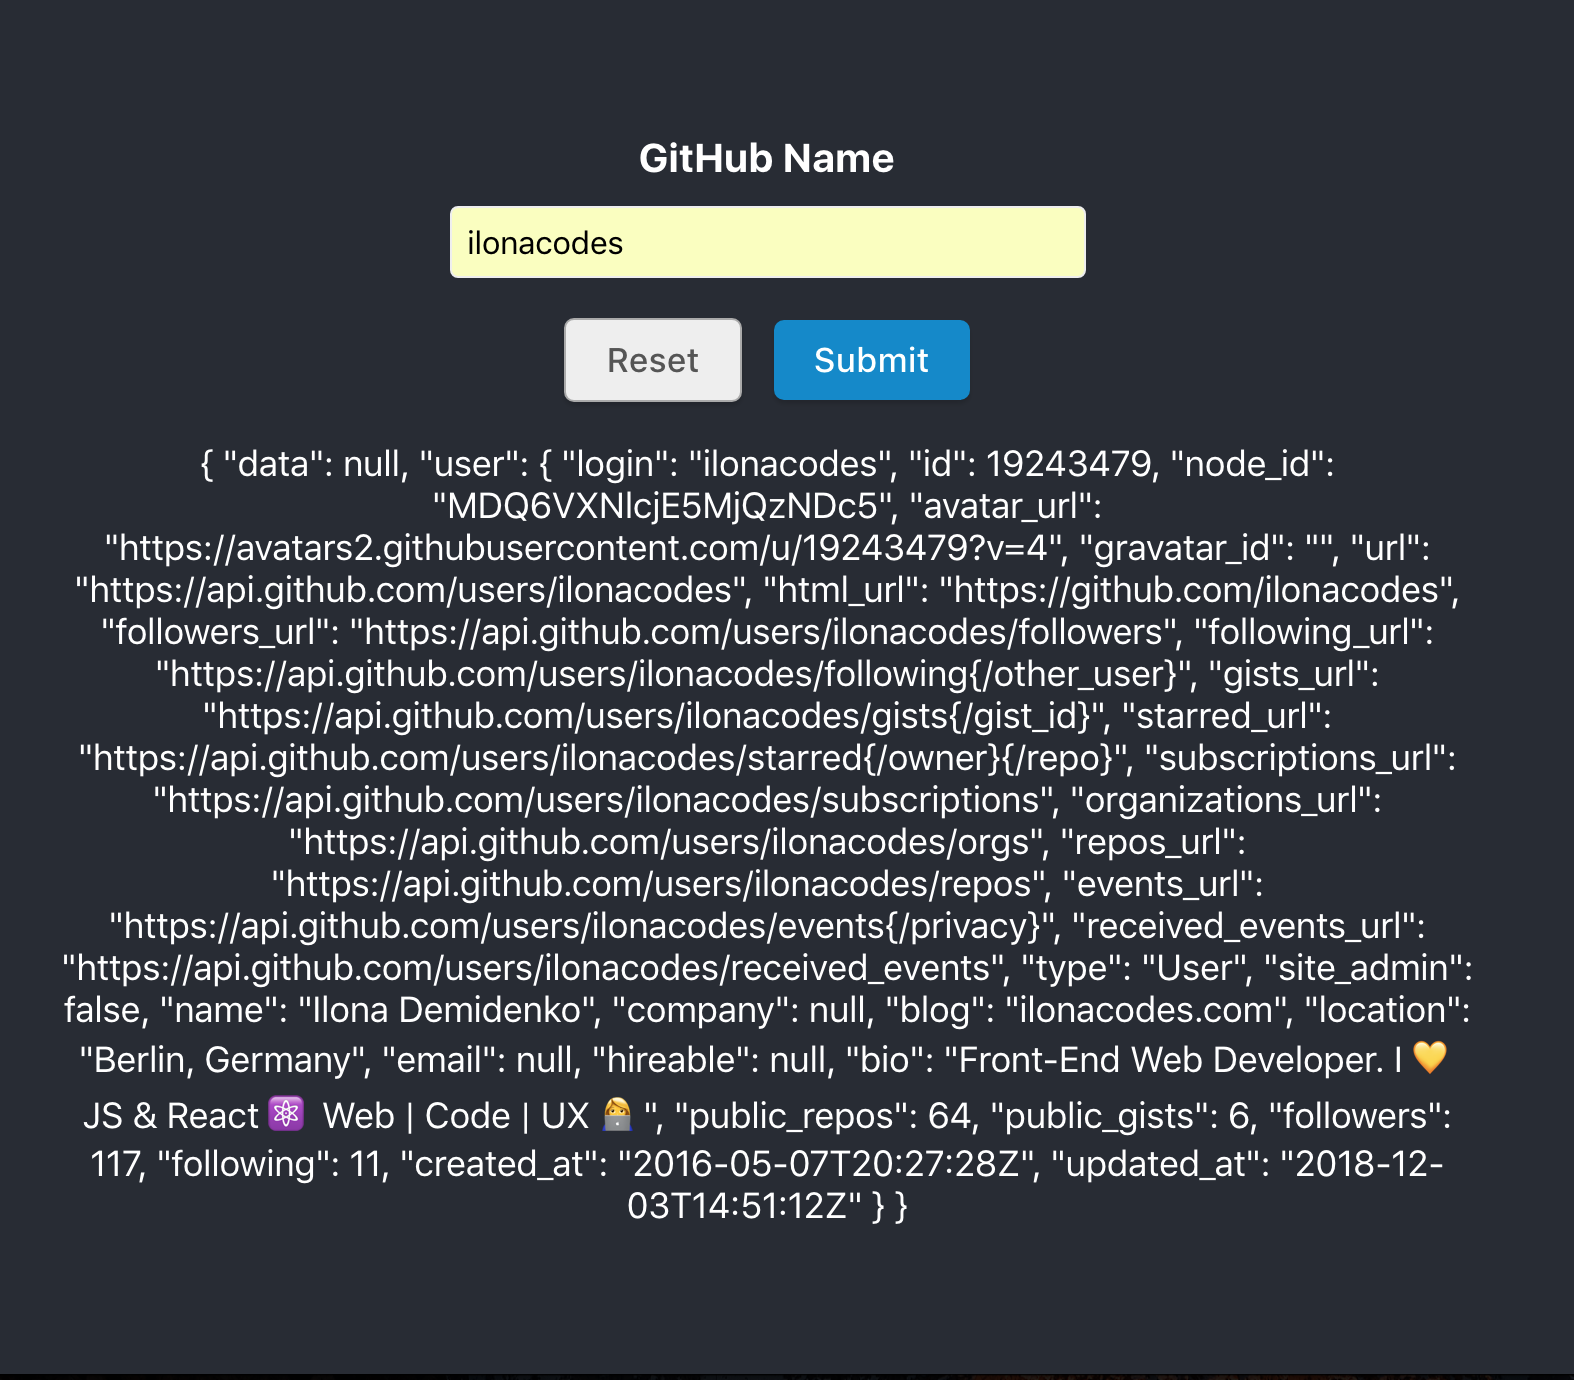 GitHub Name
ilonacodes
Reset Submit
{ "data": null, "user": { "login": "ilonacodes", "id": 19243479, "node_id":
"MDQ6VXNlcjE5MjQzNDc5", "avatar_url":
"https://avatars2.githubusercontent.com/u/19243479?v=4", "gravatar_id": "", "url":
"https://api.github.com/users/ilonacodes", "html_url": "https://github.com/ilonacodes",
"followers_url": "https://api.github.com/users/ilonacodes/followers", "following_url":
"https://api.github.com/users/ilonacodes/following{/other_user}", "gists_url":
"https://api.github.com/users/ilonacodes/gists{/gist_id}", "starred_url":
"https://api.github.com/users/ilonacodes/starred{/owner}{/repo}", "subscriptions_url":
"https://api.github.com/users/ilonacodes/subscriptions", "organizations_url":
"https://api.github.com/users/ilonacodes/orgs", "repos_url":
"https://api.github.com/users/ilonacodes/repos", "events_url":
"https://api.github.com/users/ilonacodes/events{/privacy}", "received_events_url":
"https://api.github.com/users/ilonacodes/received_events", "type": "User", "site_admin":
false, "name": "Ilona Demidenko", "company": null, "blog": "ilonacodes.com", "location":
"Berlin, Germany", "email": null, "hireable": null, "bio": "Front-End Web Developer. I 💛
JS & React ⚛️ Web | Code | UX 👩‍💻 ", "public_repos": 64, "public_gists": 6, "followers":
117, "following": 11, "created_at": "2016-05-07T20:27:28Z", "updated_at": "2018-12-
03T14:51:12Z" } }